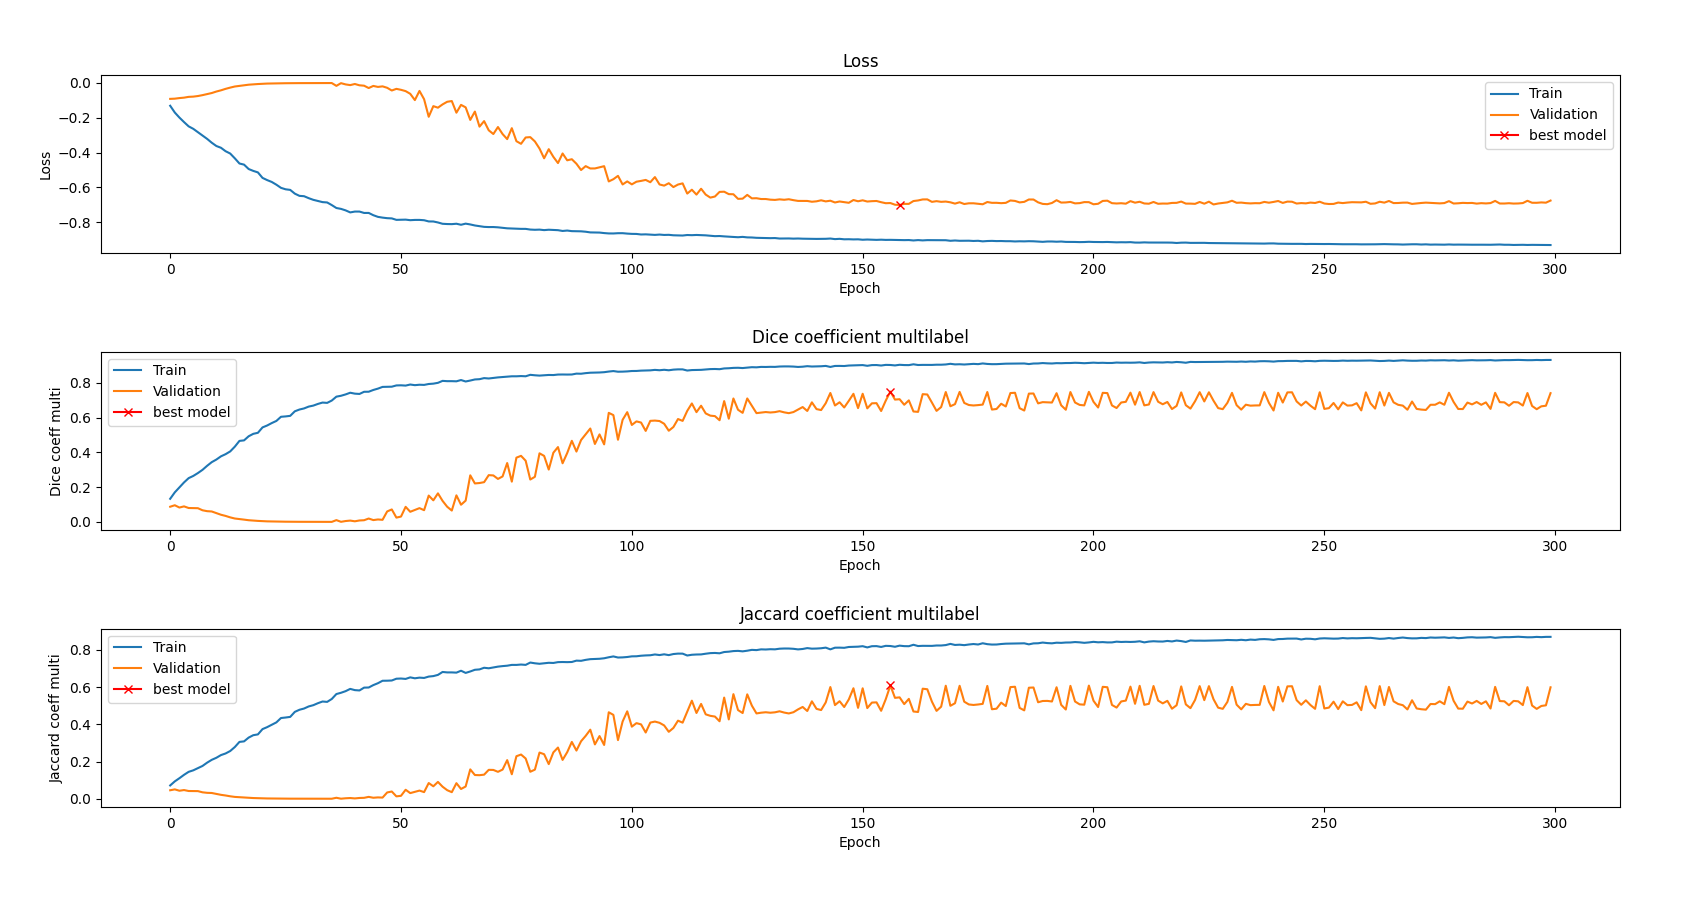 Loss
Loss
0.0
−0.2
−0.4
−0.6
−0.8
Train
Validation
best model
0
50
100
150
200
250
300
Epoch
Dice coefficient multilabel
Dice coeff multi
0.8
0.6
0.4
0.2
0.0
Train
Validation
best model
0
50
100
150
200
250
300
Epoch
Jaccard coefficient multilabel
Jaccard coeff multi
0.8
0.6
0.4
0.2
0.0
Train
Validation
best model
0
50
100
150
200
250
300
Epoch